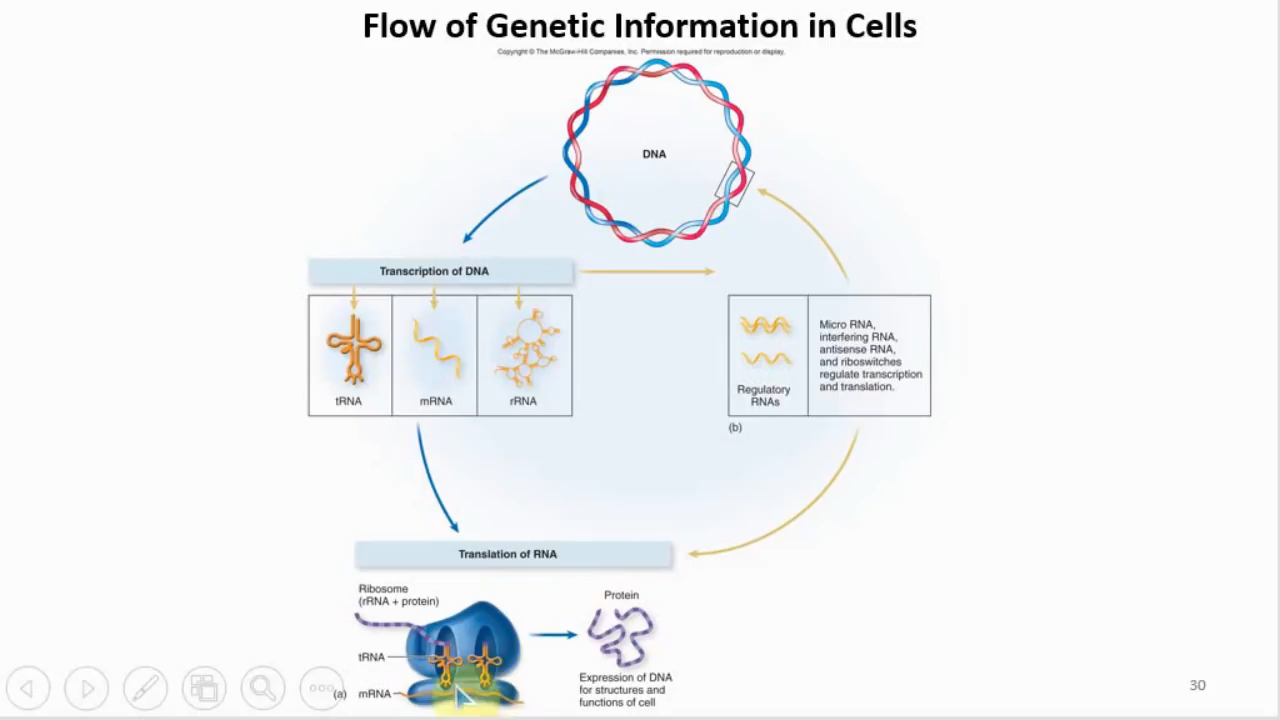 Flow of Genetic Information in Cells
Copyright © The McGraw-Hill Companies, Inc. Permission required for reproduction or display.
DNA
Transcription of DNA
tRNA
mRNA
rRNA
Regulatory
RNAs
Micro RNA,
interfering RNA,
antisense RNA,
and riboswitches
regulate transcription
and translation.
(b)
Translation of RNA
Ribosome
(rRNA + protein)
tRNA
(a) mRNA
Protein
Expression of DNA
for structures and
functions of cell
30